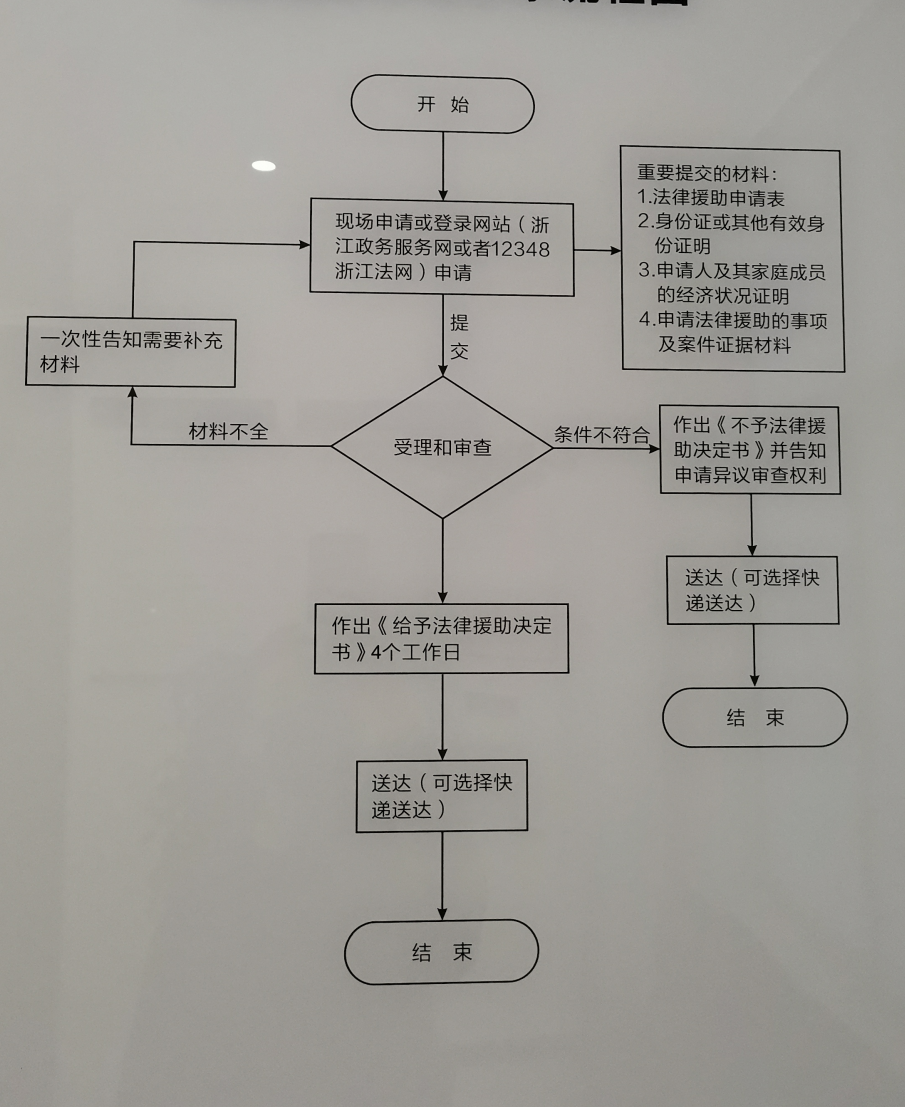 开 始
现场申请或登录网站（浙
江政务服务网或者12348
浙江法网）申请
重要提交的材料：
1.法律援助申请表
2.身份证或其他有效身
份证明
3.申请人及其家庭成员
的经济状况证明
4.申请法律援助的事项
及案件证据材料
提
交
一次性告知需要补充
材料
材料不全
受理和审查
条件不符合
作出《不予法律援
助决定书》并告知
申请异议审查权利
送达（可选择快
递送达）
结 束
作出《给予法律援助决定
书》4个工作日
送达（可选择快
递送达）
结 束